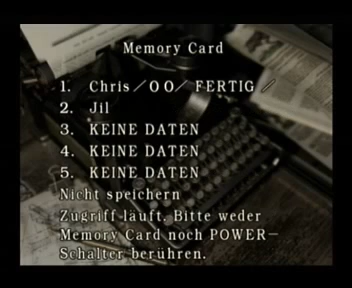 Memory Card
1. Chris／00／ FERTIG ／
2. Jil
3. KEINE DATEN
4. KEINE DATEN
5. KEINE DATEN
Nicht speichern
Zugriff läuft. Bitte weder
Memory Card noch POWER－
Schalter berühren.